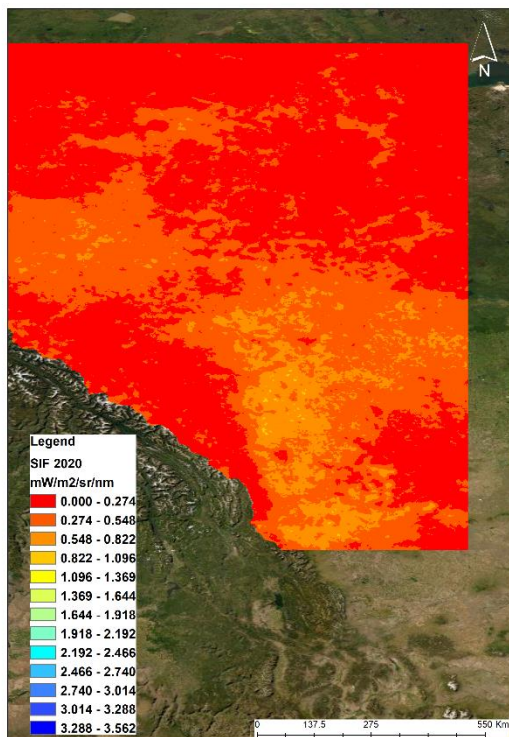 N
Legend
SIF 2020
mW/m2/sr/nm
0.000 - 0.274
0.274 - 0.548
0.548 - 0.822
0.822 - 1.096
1.096 - 1.369
1.369 - 1.644
1.644 - 1.918
1.918 - 2.192
2.192 - 2.466
2.466 - 2.740
2.740 - 3.014
3.014 - 3.288
3.288 - 3.562
0 137.5 275 550 Km